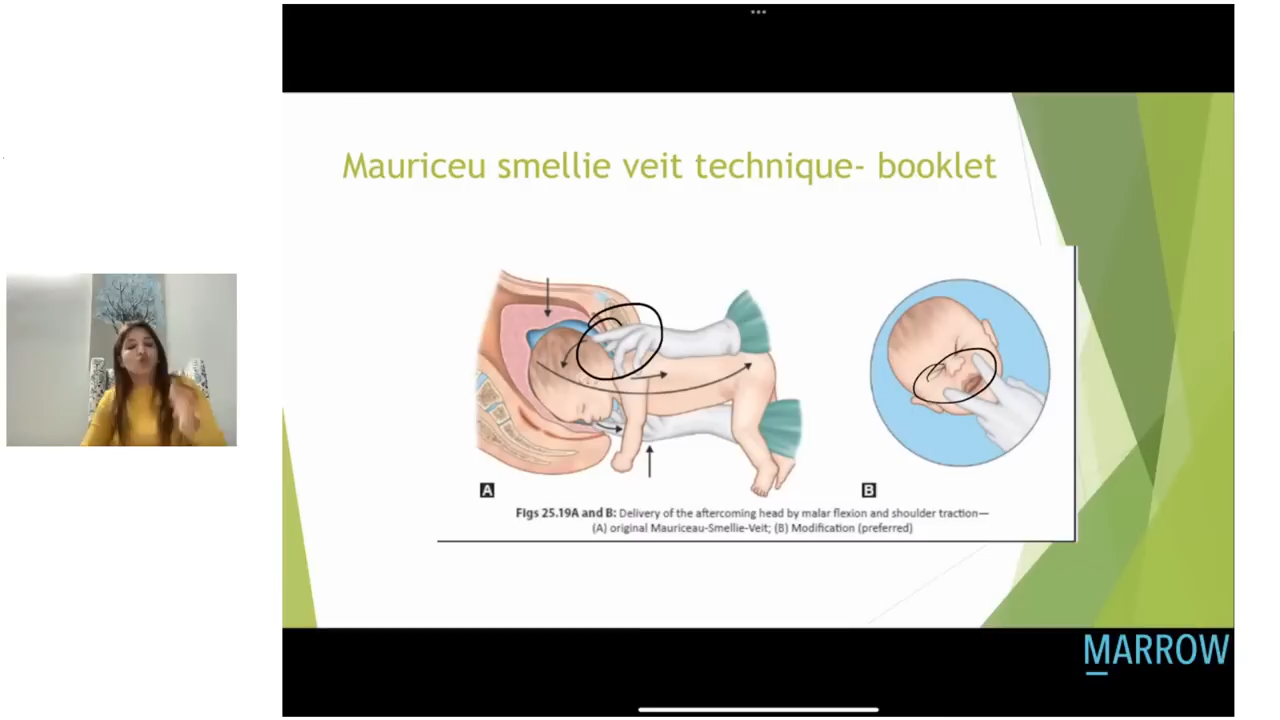 Mauriceu smellie veit technique- booklet
A
B
Figs 25.19A and B: Delivery of the aftercoming head by malar flexion and shoulder traction—
(A) original Mauriceau-Smellie-Veit; (B) Modification (preferred)
MARROW